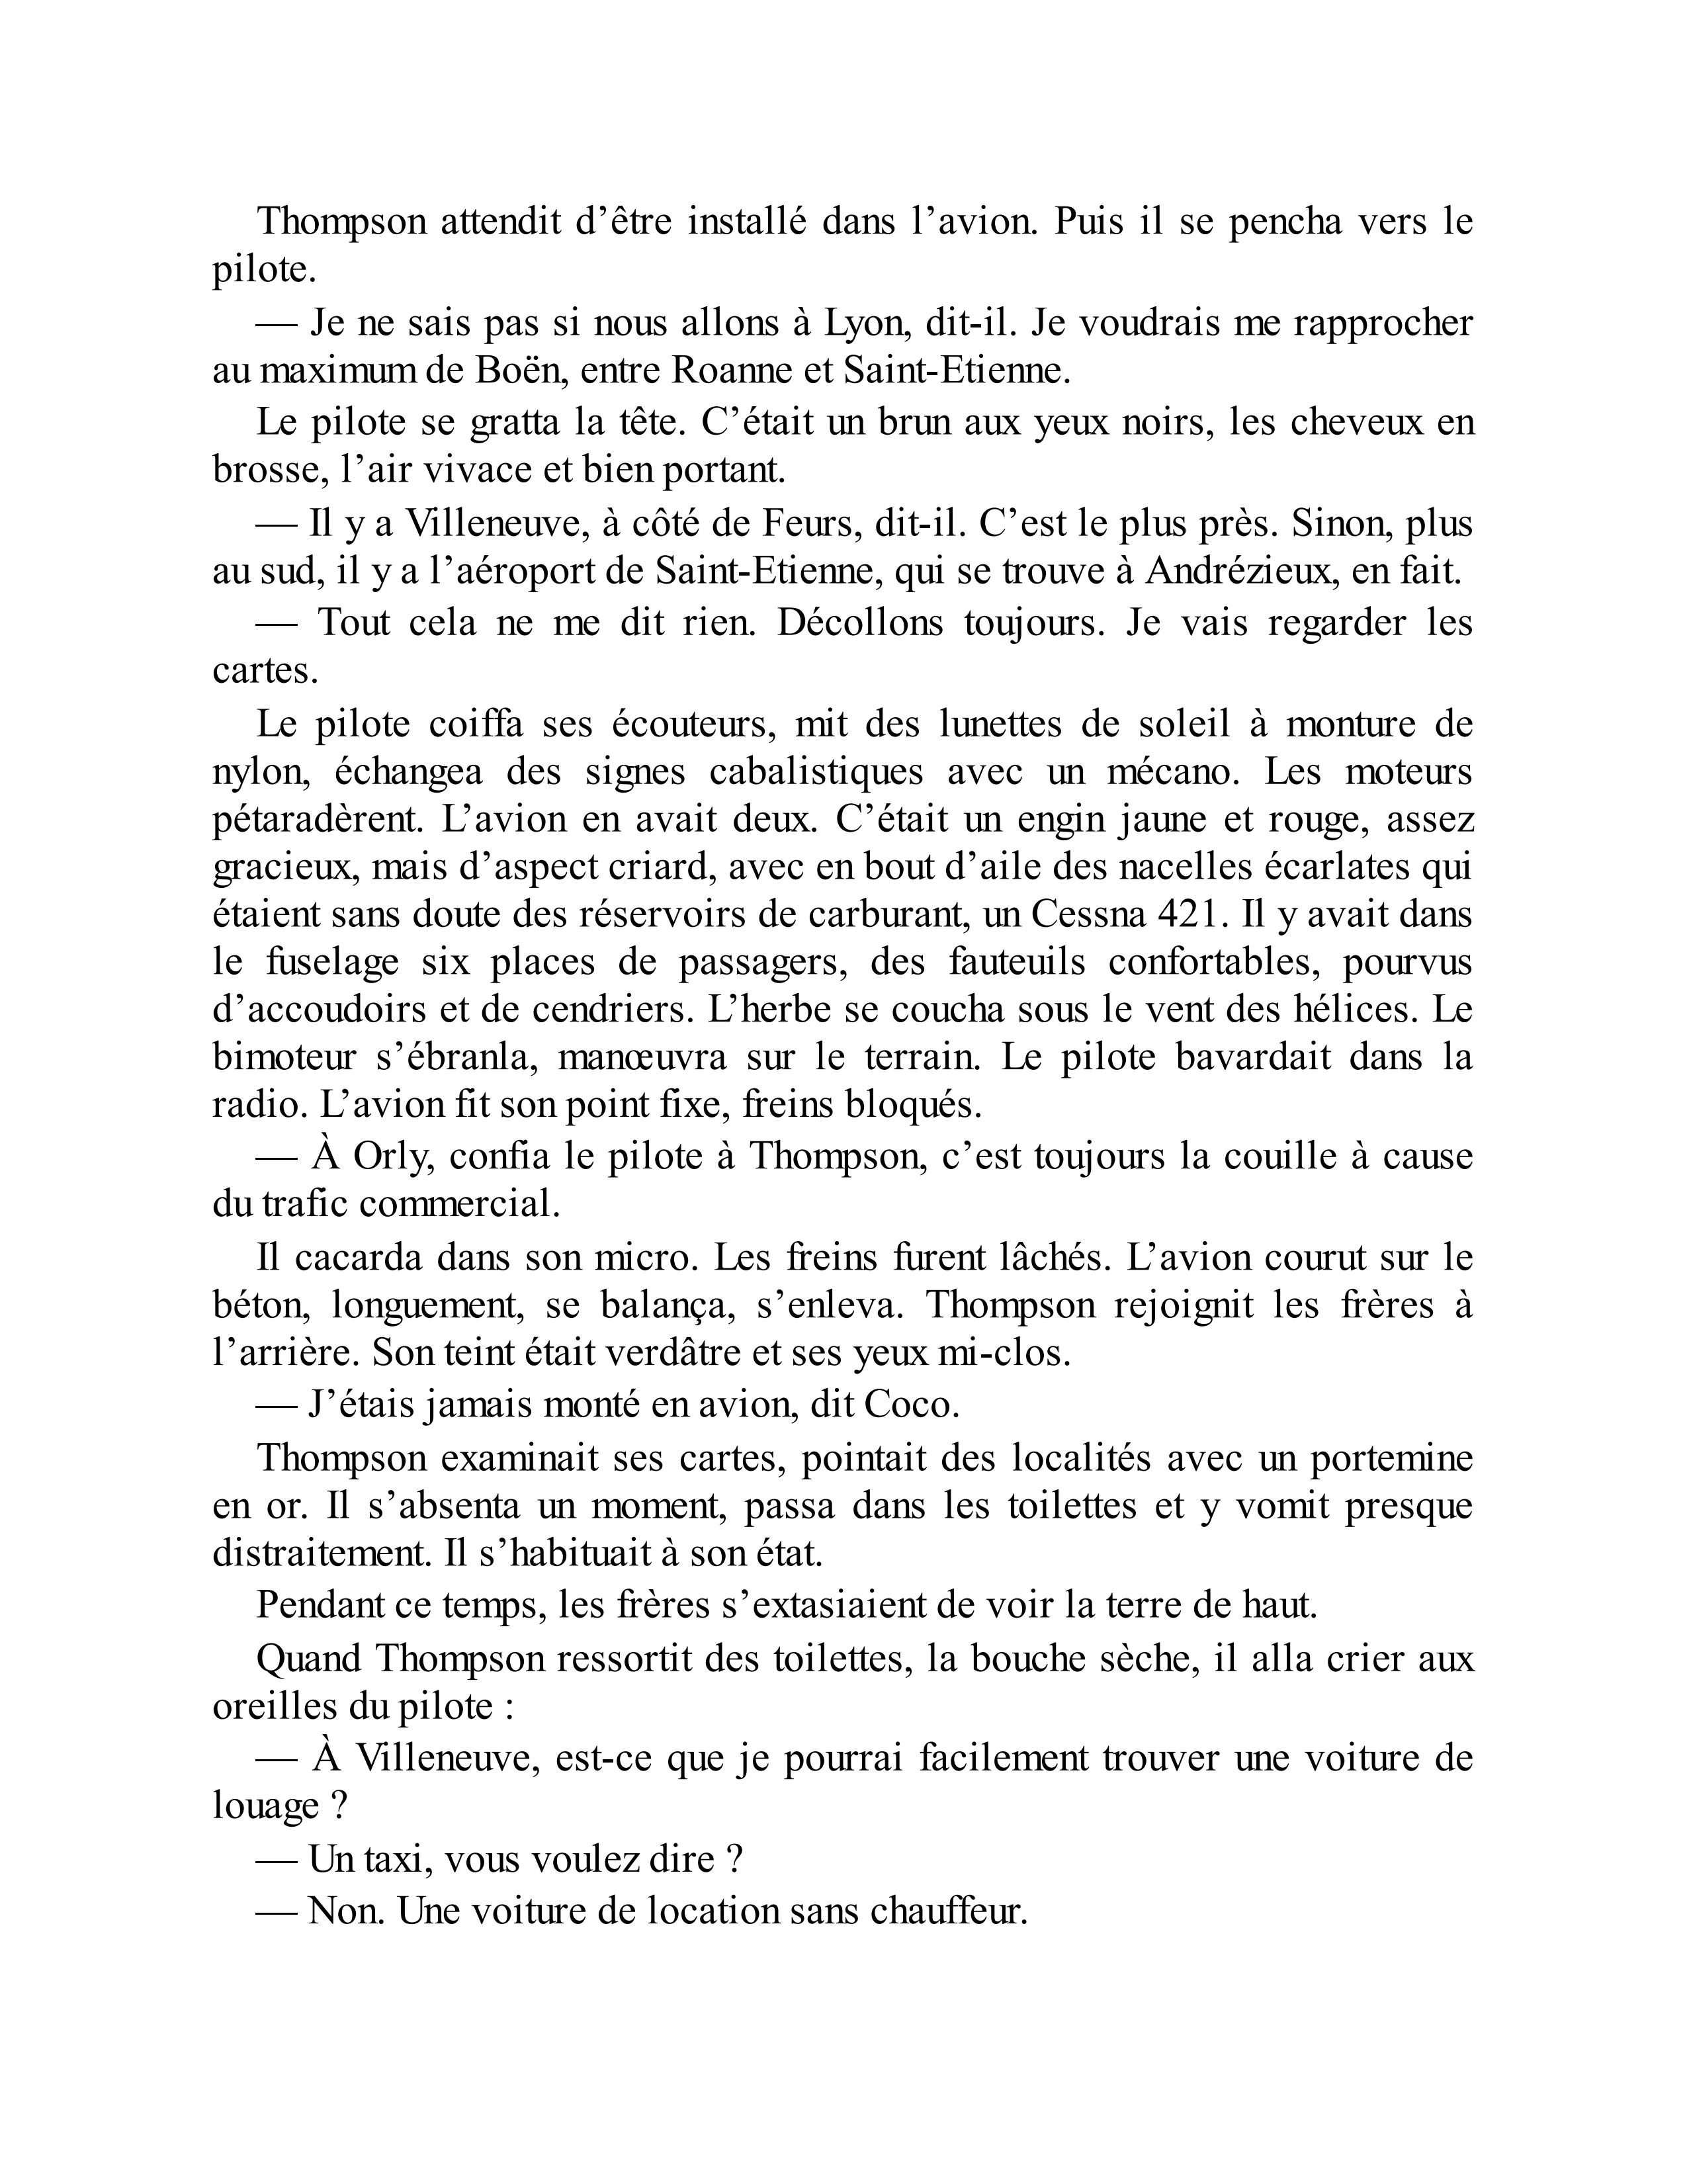 Thompson attendit d’être installé dans l’avion. Puis il se pencha vers le
pilote.
— Je ne sais pas si nous allons à Lyon, dit-il. Je voudrais me rapprocher
au maximum de Boën, entre Roanne et Saint-Etienne.
Le pilote se gratta la tête. C’était un brun aux yeux noirs, les cheveux en
brosse, l’air vivace et bien portant.
— Il y a Villeneuve, à côté de Feurs, dit-il. C’est le plus près. Sinon, plus
au sud, il y a l’aéroport de Saint-Etienne, qui se trouve à Andrézieux, en fait.
— Tout cela ne me dit rien. Décollons toujours. Je vais regarder les
cartes.
Le pilote coiffa ses écouteurs, mit des lunettes de soleil à monture de
nylon, échangea des signes cabalistiques avec un mécano. Les moteurs
pétaradèrent. L’avion en avait deux. C’était un engin jaune et rouge, assez
gracieux, mais d’aspect criard, avec en bout d’aile des nacelles écarlates qui
étaient sans doute des réservoirs de carburant, un Cessna 421. Il y avait dans
le fuselage six places de passagers, des fauteuils confortables, pourvus
d’accoudoirs et de cendriers. L’herbe se coucha sous le vent des hélices. Le
bimoteur s’ébranla, manœuvra sur le terrain. Le pilote bavardait dans la
radio. L’avion fit son point fixe, freins bloqués.
— À Orly, confia le pilote à Thompson, c’est toujours la couille à cause
du trafic commercial.
Il cacarda dans son micro. Les freins furent lâchés. L’avion courut sur le
béton, longuement, se balança, s’enleva. Thompson rejoignit les frères à
l’arrière. Son teint était verdâtre et ses yeux mi-clos.
— J’étais jamais monté en avion, dit Coco.
Thompson examinait ses cartes, pointait des localités avec un portemine
en or. Il s’absenta un moment, passa dans les toilettes et y vomit presque
distraitement. Il s’habituait à son état.
Pendant ce temps, les frères s’extasiaient de voir la terre de haut.
Quand Thompson ressortit des toilettes, la bouche sèche, il alla crier aux
oreilles du pilote :
— À Villeneuve, est-ce que je pourrai facilement trouver une voiture de
louage ?
— Un taxi, vous voulez dire ?
— Non. Une voiture de location sans chauffeur.